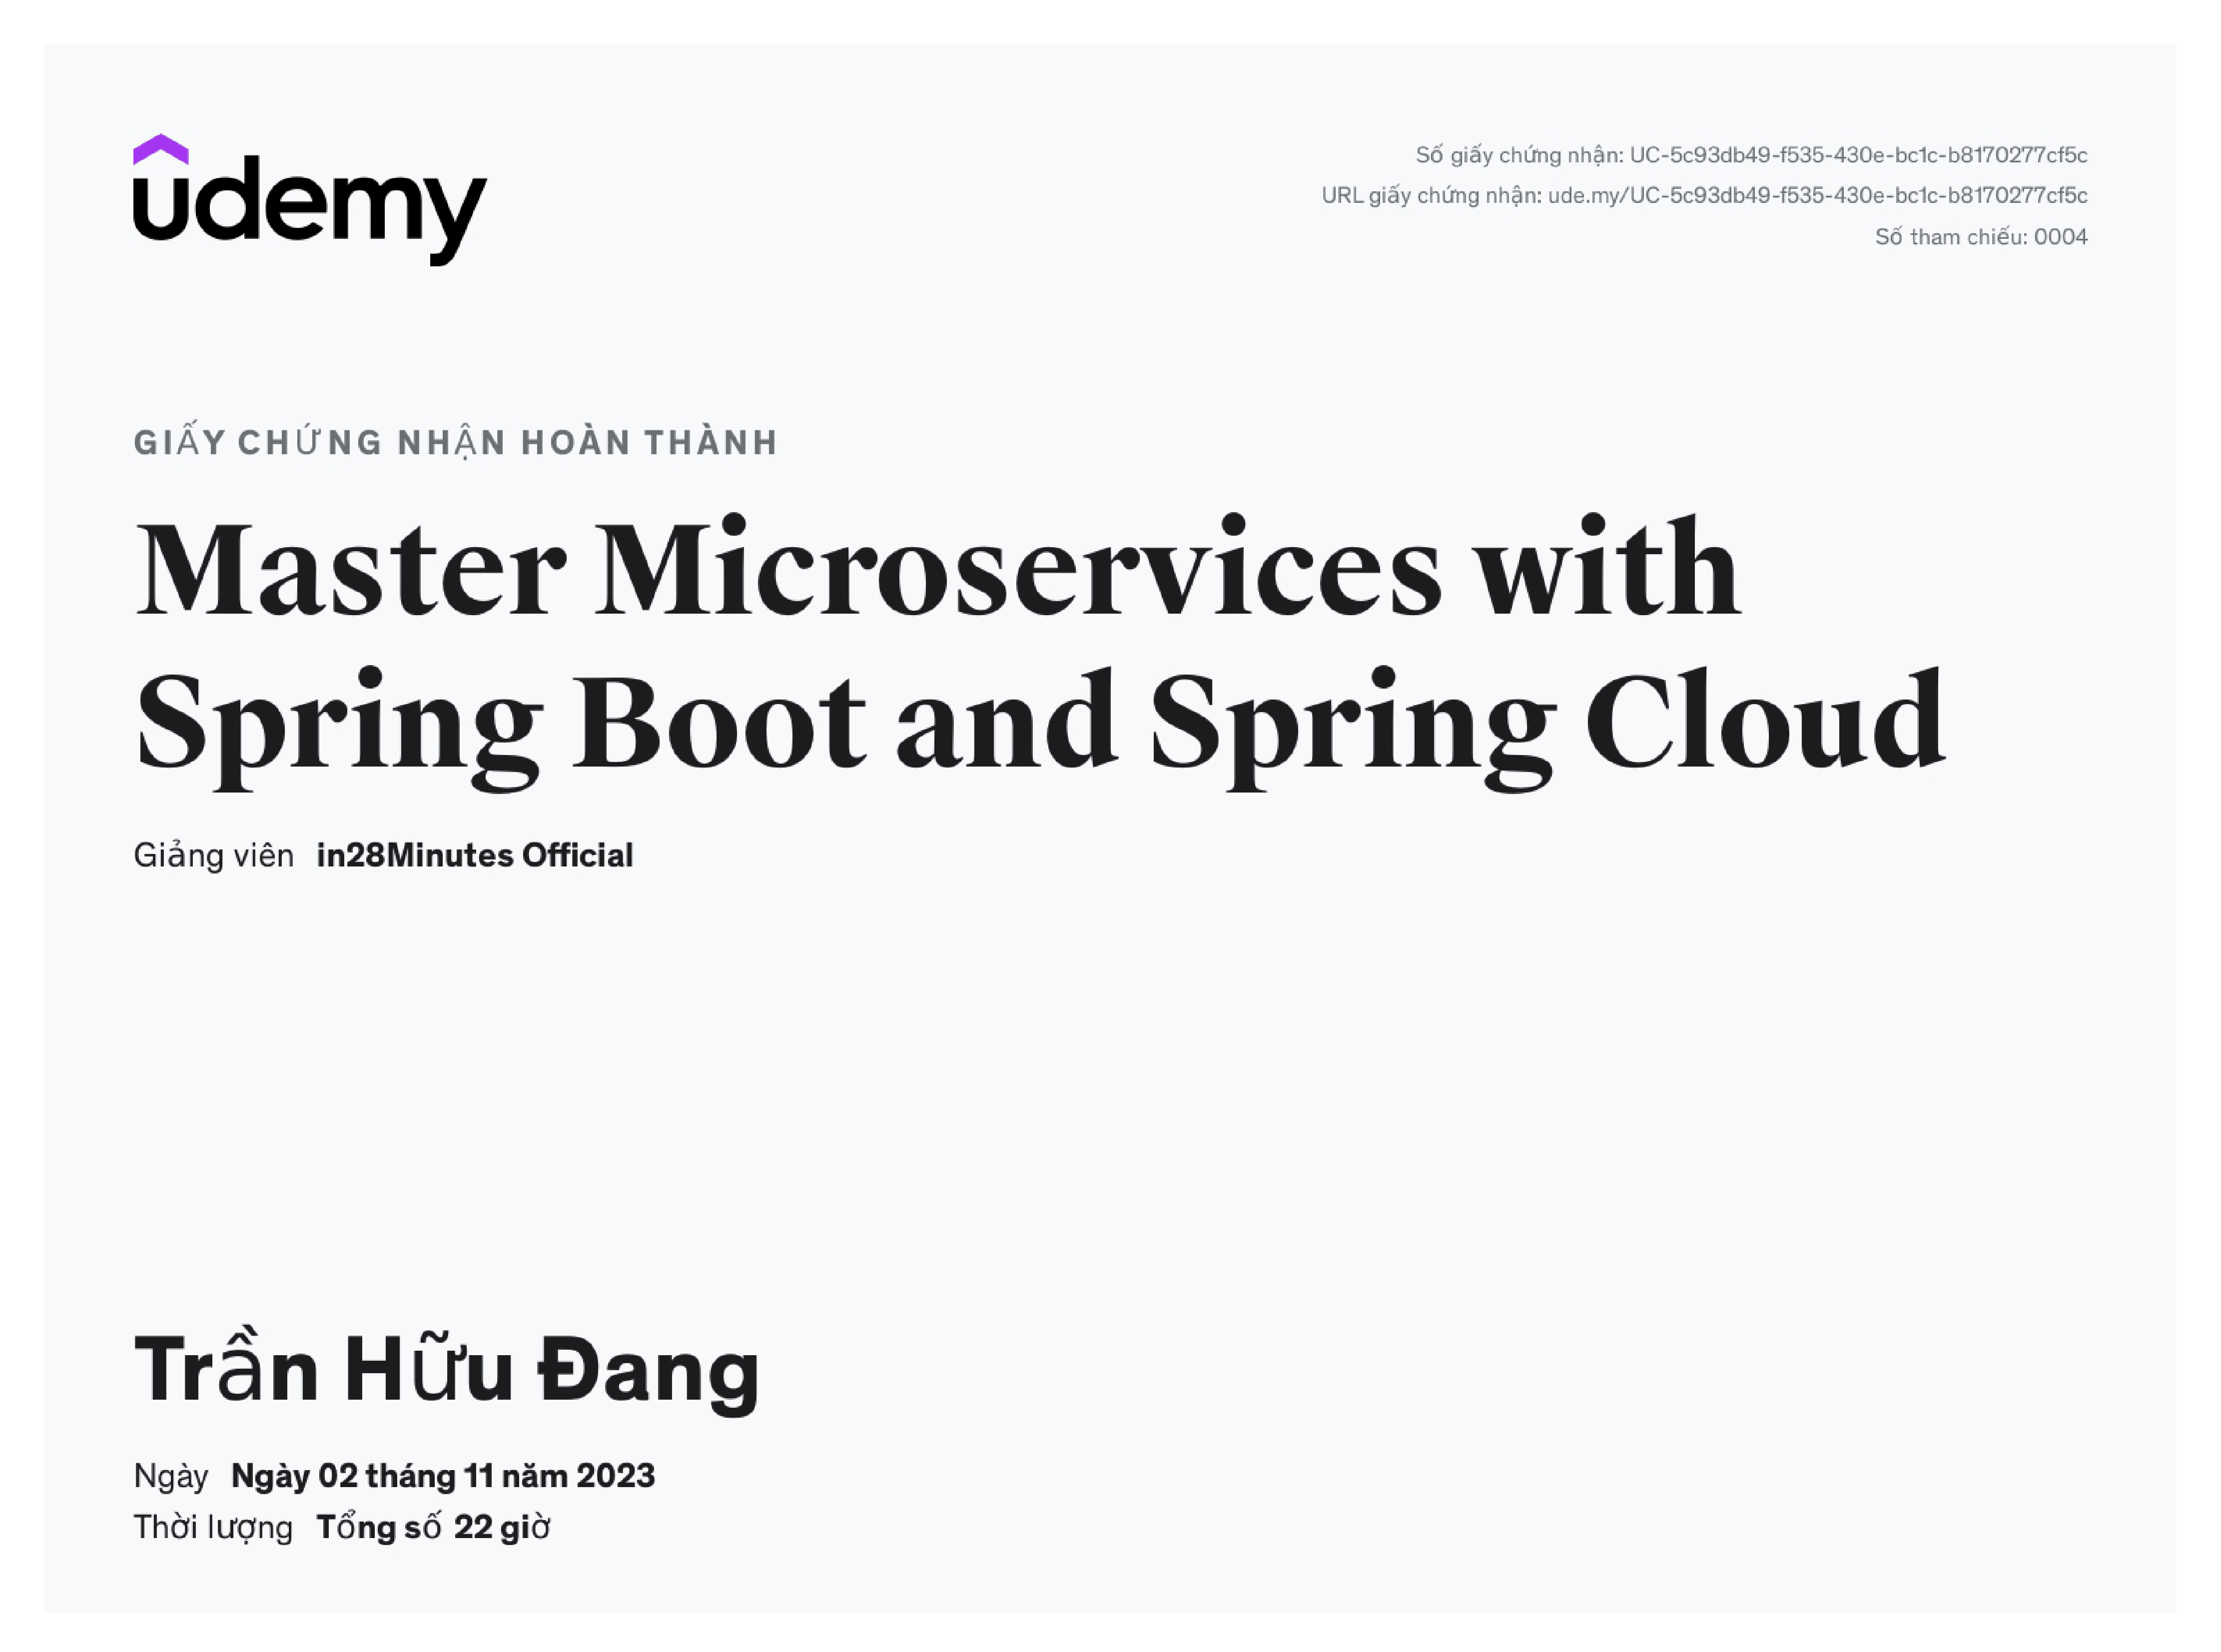 udemy
Số giấy chứng nhận: UC-5c93db49-f535-430e-bc1c-b8170277cf5c
URL giấy chứng nhận: ude.my/UC-5c93db49-f535-430e-bc1c-b8170277cf5c
Số tham chiếu: 0004
GIẤY CHỨNG NHẬN HOÀN THÀNH
Master Microservices with
Spring Boot and Spring Cloud
Giảng viên in28Minutes Official
Trần Hữu Đang
Ngày Ngày 02 tháng 11 năm 2023
Thời lượng Tổng số 22 giờ